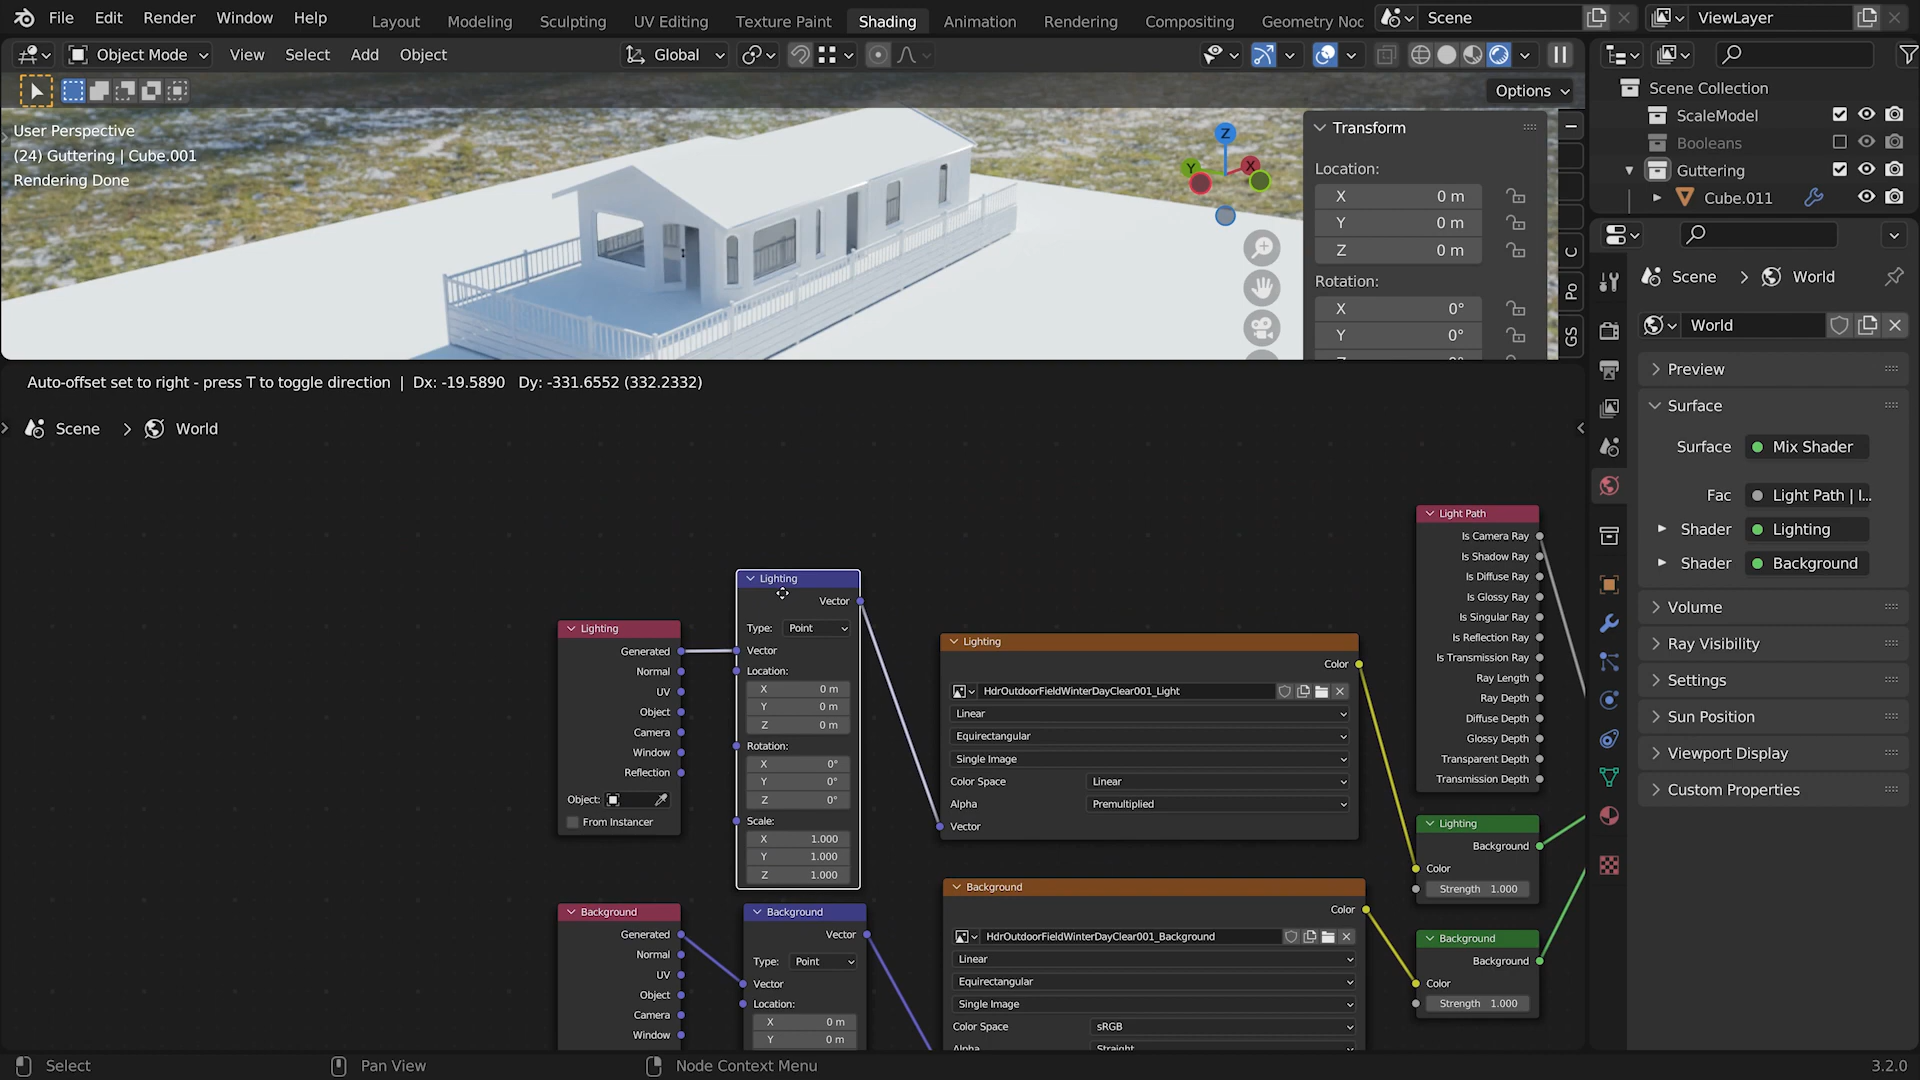 File Edit Render Window Help
Layout Modeling Sculpting UV Editing Texture Paint Shading Animation Rendering Compositing Geometry Noc
Scene
ViewLayer
Object Mode View Select Add Object
Global
Options
User Perspective
(24) Guttering | Cube.001
Rendering Done
Z
Y
X
Transform
Location:
X 0 m
Y 0 m
Z 0 m
Rotation:
X 0°
Y 0°
C
Po
GS
Scene Collection
ScaleModel
Booleans
Guttering
Cube.011
Scene > World
World
Preview
Surface
Surface Mix Shader
Fac Light Path | I...
Shader Lighting
Shader Background
Volume
Ray Visibility
Settings
Sun Position
Viewport Display
Custom Properties
Auto-offset set to right - press T to toggle direction | Dx: -19.5890 Dy: -331.6552 (332.2332)
Scene > World
Lighting
Generated
Normal
UV
Object
Camera
Window
Reflection
Object:
From Instancer
Lighting
Vector
Type: Point
Vector
Location:
X 0 m
Y 0 m
Z 0 m
Rotation:
X 0°
Y 0°
Z 0°
Scale:
X 1.000
Y 1.000
Z 1.000
Lighting
Color
HdrOutdoorFieldWinterDayClear001_Light
Linear
Equirectangular
Single Image
Color Space Linear
Alpha Premultiplied
Vector
Light Path
Is Camera Ray
Is Shadow Ray
Is Diffuse Ray
Is Glossy Ray
Is Singular Ray
Is Reflection Ray
Is Transmission Ray
Ray Length
Ray Depth
Diffuse Depth
Glossy Depth
Transparent Depth
Transmission Depth
Lighting
Background
Color
Strength 1.000
Background
Generated
Normal
UV
Object
Camera
Window
Background
Vector
Type: Point
Vector
Location:
X 0 m
Y 0 m
Background
Color
HdrOutdoorFieldWinterDayClear001_Background
Linear
Equirectangular
Single Image
Color Space sRGB
Alpha Straight
Background
Background
Color
Strength 1.000
Select
Pan View
Node Context Menu
3.2.0